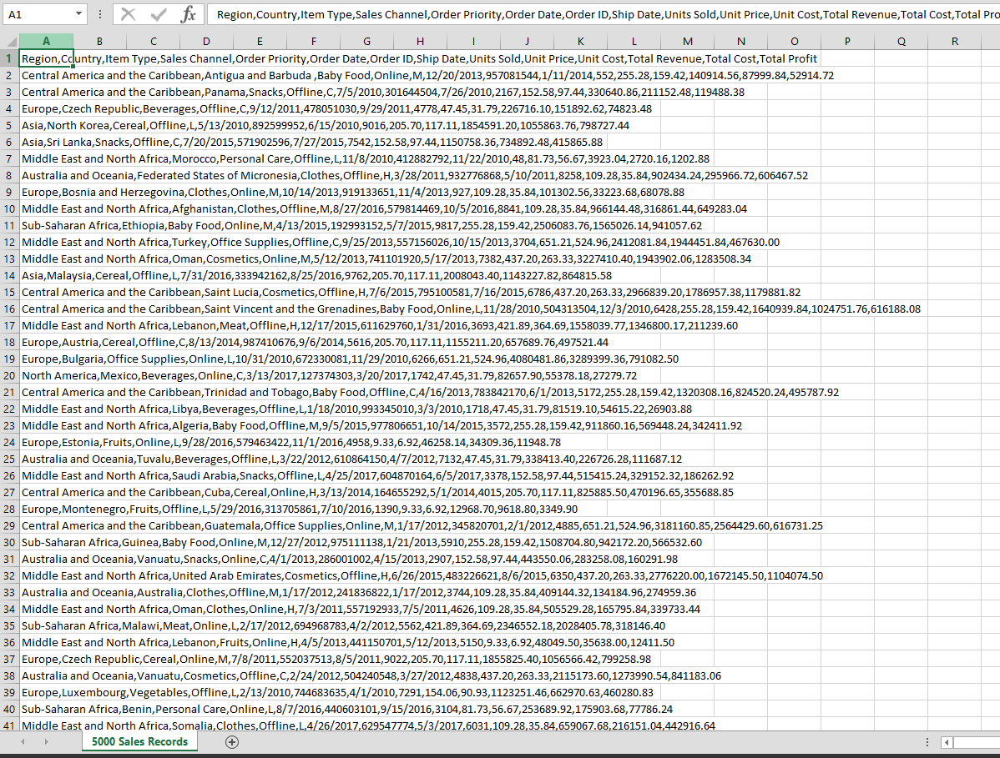 A1 fx Region,Country,Item Type,Sales Channel,Order Priority,Order Date,Order ID,Ship Date,Units Sold,Unit Price,Unit Cost,Total Revenue,Total Cost,Total Pro
A B C D E F G H I J K L M N O P Q R
1 Region,Country,Item Type,Sales Channel,Order Priority,Order Date,Order ID,Ship Date,Units Sold,Unit Price,Unit Cost,Total Revenue,Total Cost,Total Profit
2 Central America and the Caribbean,Antigua and Barbuda ,Baby Food,Online,M,12/20/2013,957081544,1/11/2014,552,255.28,159.42,140914.56,87999.84,52914.72
3 Central America and the Caribbean,Panama,Snacks,Offline,C,7/5/2010,301644504,7/26/2010,2167,152.58,97.44,330640.86,211152.48,119488.38
4 Europe,Czech Republic,Beverages,Offline,C,9/12/2011,478051030,9/29/2011,4778,47.45,31.79,226716.10,151892.62,74823.48
5 Asia,North Korea,Cereal,Offline,L,5/13/2010,892599952,6/15/2010,9016,205.70,117.11,1854591.20,1055863.76,798727.44
6 Asia,Sri Lanka,Snacks,Offline,C,7/20/2015,571902596,7/27/2015,7542,152.58,97.44,1150758.36,734892.48,415865.88
7 Middle East and North Africa,Morocco,Personal Care,Offline,L,11/8/2010,412882792,11/22/2010,48,81.73,56.67,3923.04,2720.16,1202.88
8 Australia and Oceania,Federated States of Micronesia,Clothes,Offline,H,3/28/2011,932776868,5/10/2011,8258,109.28,35.84,902434.24,295966.72,606467.52
9 Europe,Bosnia and Herzegovina,Clothes,Online,M,10/14/2013,919133651,11/4/2013,927,109.28,35.84,101302.56,33223.68,68078.88
10 Middle East and North Africa,Afghanistan,Clothes,Offline,M,8/27/2016,579814469,10/5/2016,8841,109.28,35.84,966144.48,316861.44,649283.04
11 Sub-Saharan Africa,Ethiopia,Baby Food,Online,M,4/13/2015,192993152,5/7/2015,9817,255.28,159.42,2506083.76,1565026.14,941057.62
12 Middle East and North Africa,Turkey,Office Supplies,Offline,C,9/25/2013,557156026,10/15/2013,3704,651.21,524.96,2412081.84,1944451.84,467630.00
13 Middle East and North Africa,Oman,Cosmetics,Online,M,5/12/2013,741101920,5/17/2013,7382,437.20,263.33,3227410.40,1943902.06,1283508.34
14 Asia,Malaysia,Cereal,Offline,L,7/31/2016,333942162,8/25/2016,9762,205.70,117.11,2008043.40,1143227.82,864815.58
15 Central America and the Caribbean,Saint Lucia,Cosmetics,Offline,H,7/6/2015,795100581,7/16/2015,6786,437.20,263.33,2966839.20,1786957.38,1179881.82
16 Central America and the Caribbean,Saint Vincent and the Grenadines,Baby Food,Online,L,11/28/2010,504313504,12/3/2010,6428,255.28,159.42,1640939.84,1024751.76,616188.08
17 Middle East and North Africa,Lebanon,Meat,Offline,H,12/17/2015,611629760,1/31/2016,3693,421.89,364.69,1558039.77,1346800.17,211239.60
18 Europe,Austria,Cereal,Offline,C,8/13/2014,987410676,9/6/2014,5616,205.70,117.11,1155211.20,657689.76,497521.44
19 Europe,Bulgaria,Office Supplies,Online,L,10/31/2010,672330081,11/29/2010,6266,651.21,524.96,4080481.86,3289399.36,791082.50
20 North America,Mexico,Beverages,Online,C,3/13/2017,127374303,3/20/2017,1742,47.45,31.79,82657.90,55378.18,27279.72
21 Central America and the Caribbean,Trinidad and Tobago,Baby Food,Offline,C,4/16/2013,783842170,6/1/2013,5172,255.28,159.42,1320308.16,824520.24,495787.92
22 Middle East and North Africa,Libya,Beverages,Offline,L,1/18/2010,993345010,3/3/2010,1718,47.45,31.79,81519.10,54615.22,26903.88
23 Middle East and North Africa,Algeria,Baby Food,Offline,M,9/5/2015,977806651,10/14/2015,3572,255.28,159.42,911860.16,569448.24,342411.92
24 Europe,Estonia,Fruits,Online,L,9/28/2016,579463422,11/1/2016,4958,9.33,6.92,46258.14,34309.36,11948.78
25 Australia and Oceania,Tuvalu,Beverages,Offline,L,3/22/2012,610864150,4/7/2012,7132,47.45,31.79,338413.40,226726.28,111687.12
26 Middle East and North Africa,Saudi Arabia,Snacks,Offline,L,4/25/2017,604870164,6/5/2017,3378,152.58,97.44,515415.24,329152.32,186262.92
27 Central America and the Caribbean,Cuba,Cereal,Online,H,3/13/2014,164655292,5/1/2014,4015,205.70,117.11,825885.50,470196.65,355688.85
28 Europe,Montenegro,Fruits,Offline,L,5/29/2016,313705861,7/10/2016,1390,9.33,6.92,12968.70,9618.80,3349.90
29 Central America and the Caribbean,Guatemala,Office Supplies,Online,M,1/17/2012,345820701,2/1/2012,4885,651.21,524.96,3181160.85,2564429.60,616731.25
30 Sub-Saharan Africa,Guinea,Baby Food,Online,M,12/27/2012,975111138,1/21/2013,5910,255.28,159.42,1508704.80,942172.20,566532.60
31 Australia and Oceania,Vanuatu,Snacks,Online,C,4/1/2013,286001002,4/15/2013,2907,152.58,97.44,443550.06,283258.08,160291.98
32 Middle East and North Africa,United Arab Emirates,Cosmetics,Offline,H,6/26/2015,483226621,8/6/2015,6350,437.20,263.33,2776220.00,1672145.50,1104074.50
33 Australia and Oceania,Australia,Clothes,Offline,M,1/17/2012,241836822,1/17/2012,3744,109.28,35.84,409144.32,134184.96,274959.36
34 Middle East and North Africa,Oman,Clothes,Online,H,7/3/2011,557192933,7/5/2011,4626,109.28,35.84,505529.28,165795.84,339733.44
35 Sub-Saharan Africa,Malawi,Meat,Online,L,2/17/2012,694968783,4/2/2012,5562,421.89,364.69,2346552.18,2028405.78,318146.40
36 Middle East and North Africa,Lebanon,Fruits,Online,H,4/5/2013,441150701,5/12/2013,5150,9.33,6.92,48049.50,35638.00,12411.50
37 Europe,Czech Republic,Cereal,Online,M,7/8/2011,552037513,8/5/2011,9022,205.70,117.11,1855825.40,1056566.42,799258.98
38 Australia and Oceania,Vanuatu,Cosmetics,Offline,C,2/24/2012,504240548,3/27/2012,4838,437.20,263.33,2115173.60,1273990.54,841183.06
39 Europe,Luxembourg,Vegetables,Offline,L,2/13/2010,744683635,4/1/2010,7291,154.06,90.93,1123251.46,662970.63,460280.83
40 Sub-Saharan Africa,Benin,Personal Care,Online,L,8/7/2016,440603101,9/15/2016,3104,81.73,56.67,253689.92,175903.68,77786.24
41 Middle East and North Africa,Somalia,Clothes,Offline,L,4/26/2017,629547774,5/3/2017,6031,109.28,35.84,659067.68,216151.04,442916.64
5000 Sales Records